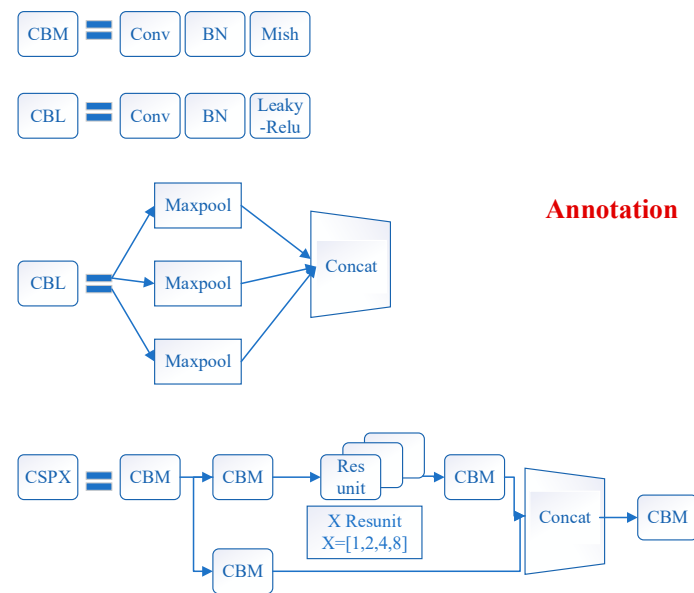 CBM Conv BN Mish
CBL Conv BN Leaky
-Relu
Maxpool
Annotation
CBL Maxpool Concat
Maxpool
CSPX CBM CBM Res
unit CBM
Concat CBM
X Resunit
X=[1,2,4,8]
CBM